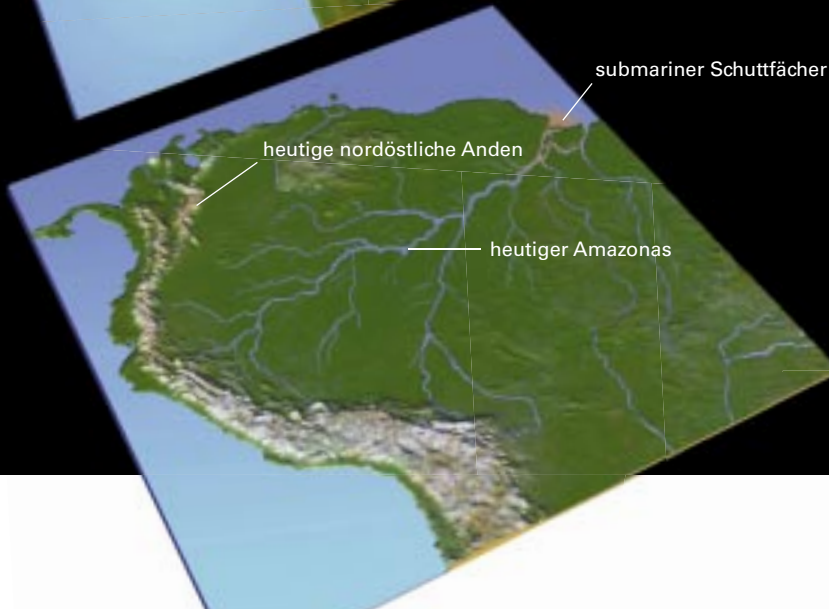 submariner Schuttfächer
heutige nordöstliche Anden
heutiger Amazonas